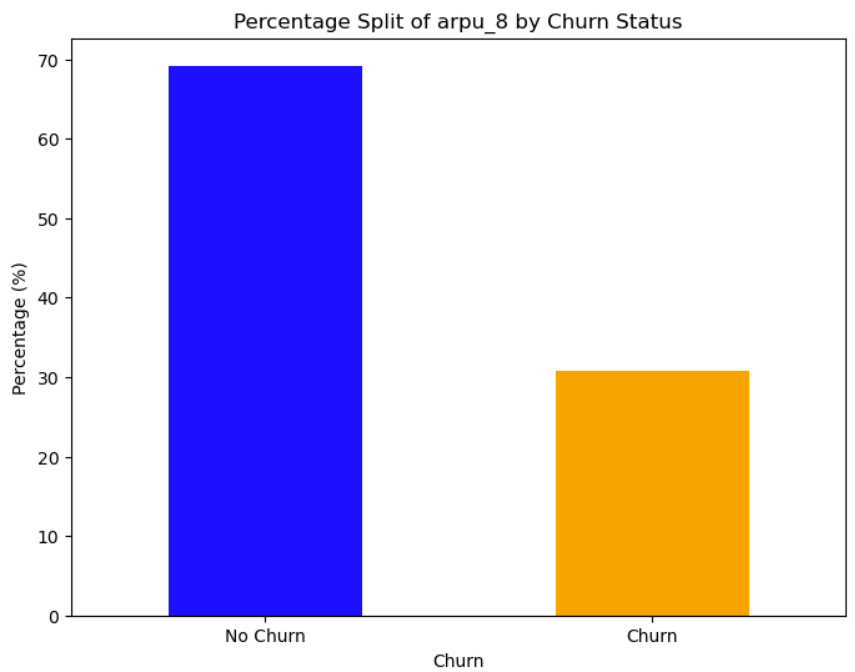 Percentage Split of arpu_8 by Churn Status
Percentage (%)
70
60
50
40
30
20
10
0
No Churn
Churn
Churn